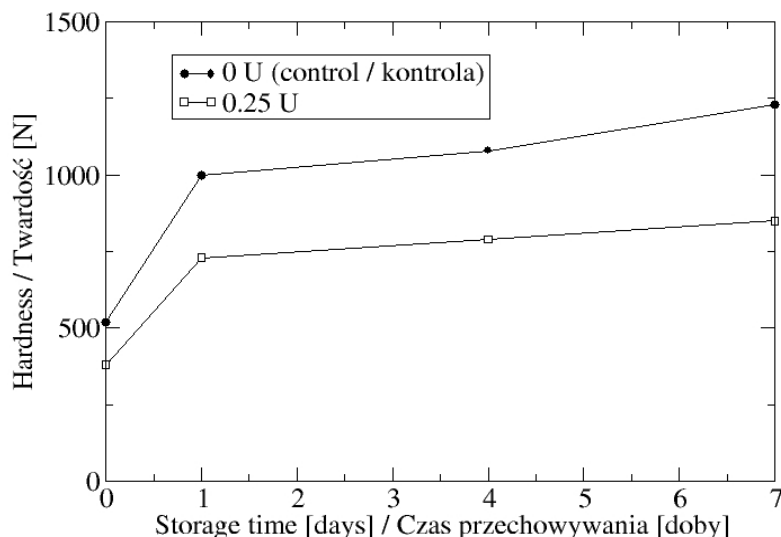 1500
0 U (control / kontrola)
0.25 U
1000
500
0
Hardness / Twardość [N]
0 1 2 3 4 5 6 7
Storage time [days] / Czas przechowywania [doby]